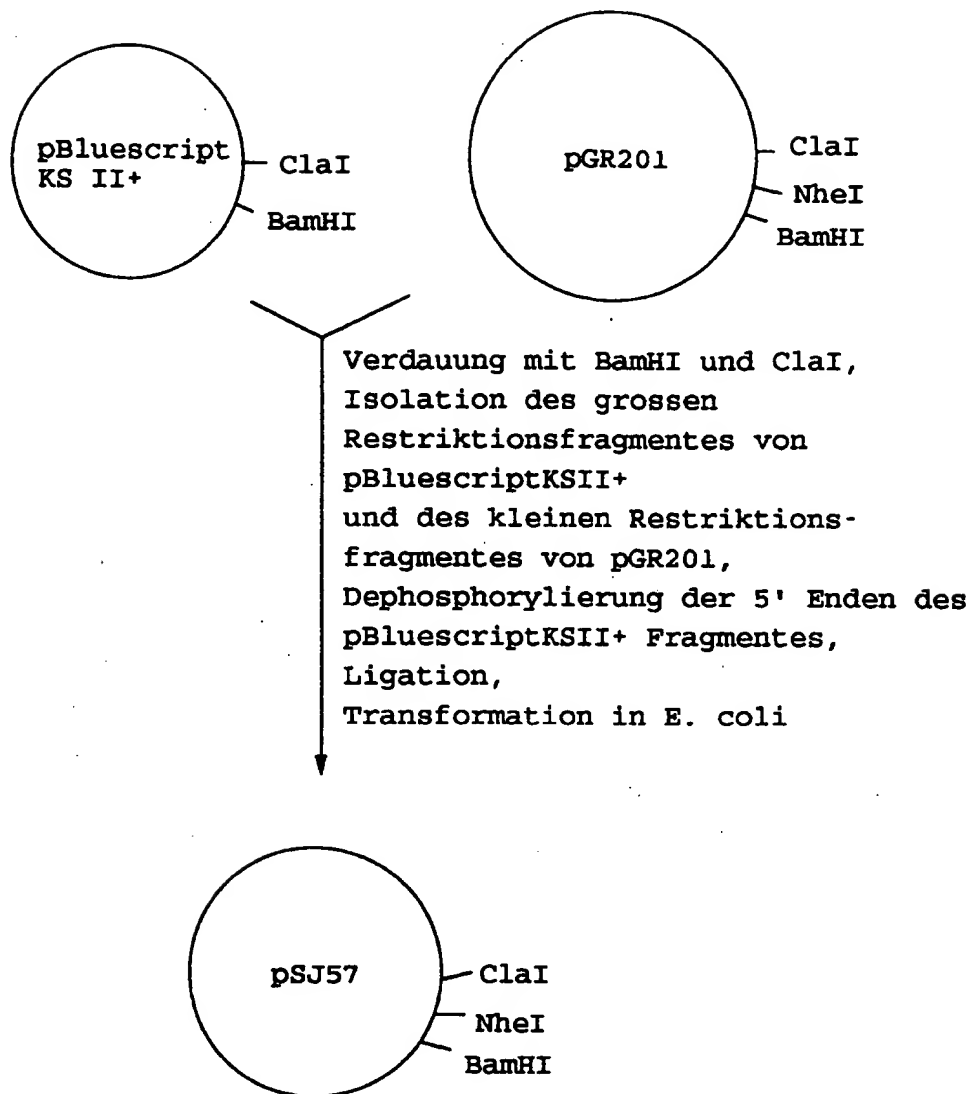 pBluescript
KS II+
ClaI
BamHI
pGR201
ClaI
NheI
BamHI
Verdauung mit BamHI und ClaI,
Isolation des grossen
Restriktionsfragmentes von
pBluescriptKSII+
und des kleinen Restriktions-
fragmentes von pGR201,
Dephosphorylierung der 5' Enden des
pBluescriptKSII+ Fragmentes,
Ligation,
Transformation in E. coli
pSJ57
ClaI
NheI
BamHI